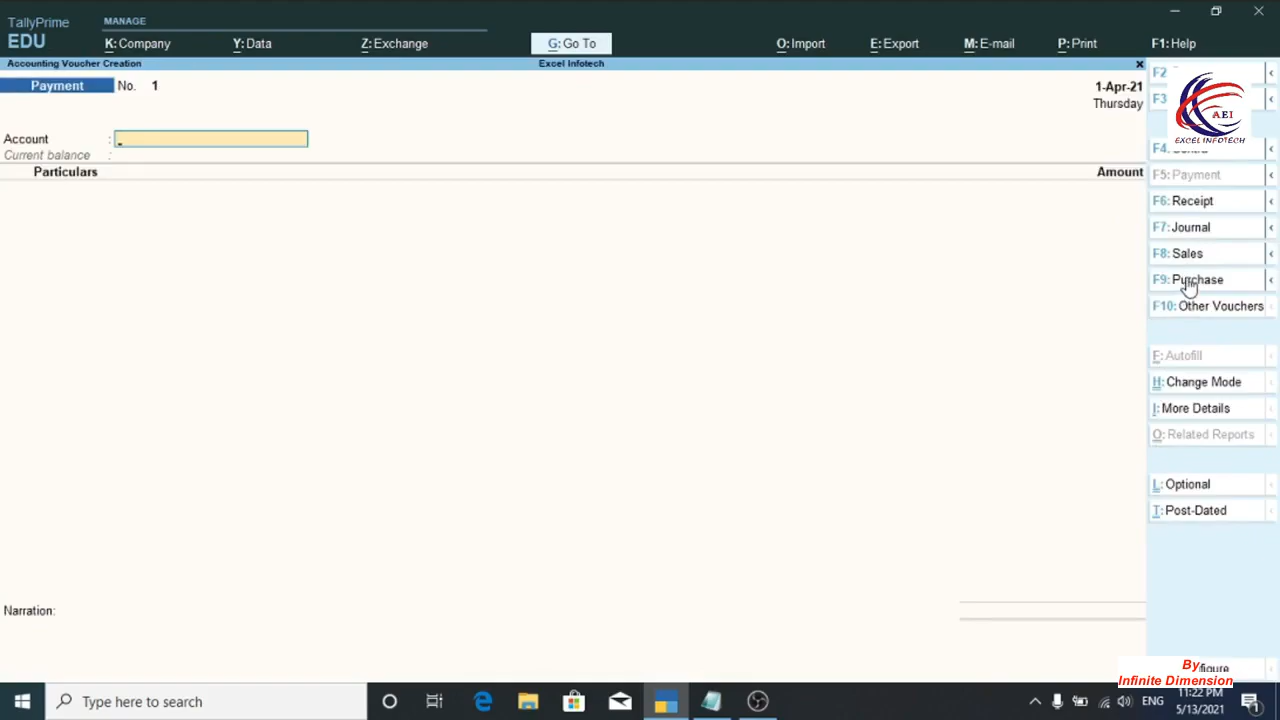 TallyPrime
EDU
MANAGE
K: Company
Y: Data
Z: Exchange
G: Go To
O: Import
E: Export
M: E-mail
P: Print
F1: Help
Accounting Voucher Creation
Excel Infotech
Payment No. 1
1-Apr-21
Thursday
Account :
Current balance :
Particulars
Amount
Narration:
F2
F3
AEI
EXCEL INFOTECH
F4:
F5: Payment
F6: Receipt
F7: Journal
F8: Sales
F9: Purchase
F10: Other Vouchers
F: Autofill
H: Change Mode
I: More Details
O: Related Reports
L: Optional
T: Post-Dated
By
Infinite Dimension
Type here to search
ENG
11:22 PM
5/13/2021
1